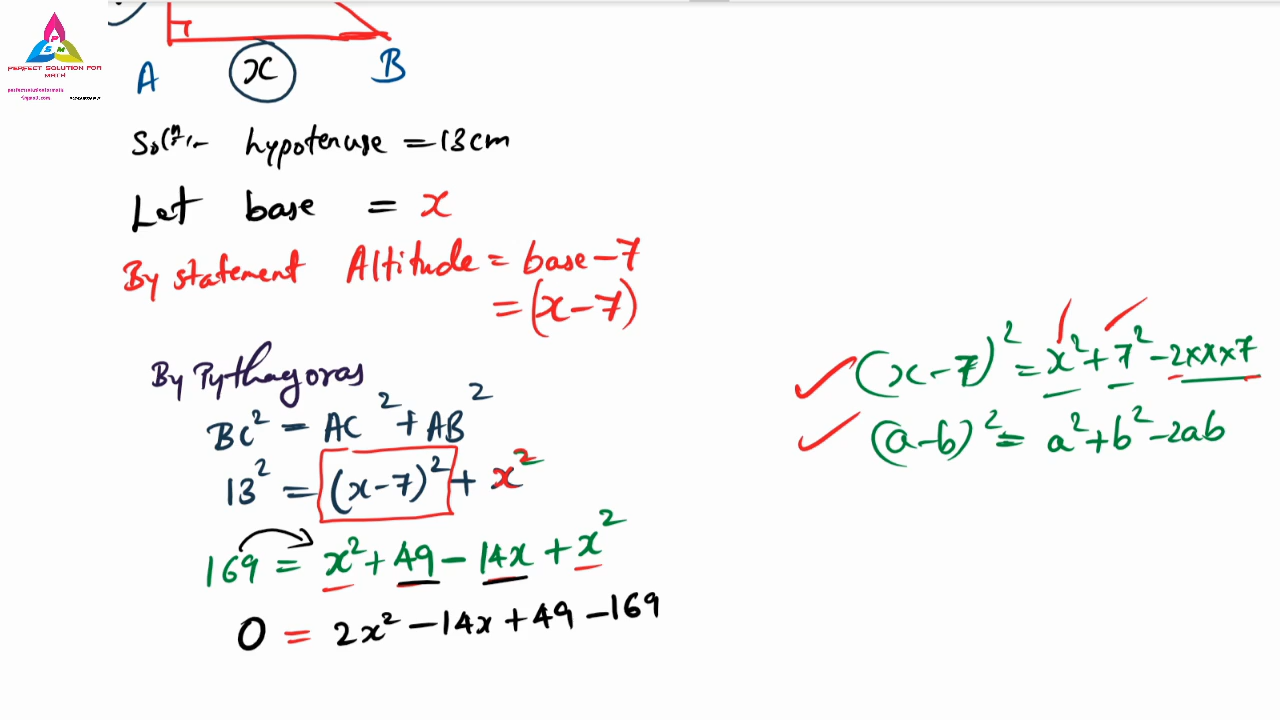 PERFECT SOLUTION FOR MATH
P
S M
A x B
Solⁿ:- hypotenuse = 13cm
Let base = x
By statement Altitude = base - 7
= (x - 7)
By Pythagoras
BC² = AC² + AB²
13² = (x - 7)² + x²
169 = x² + 49 - 14x + x²
0 = 2x² - 14x + 49 - 169
(x - 7)² = x² + 7² - 2×x×7
(a - b)² = a² + b² - 2ab